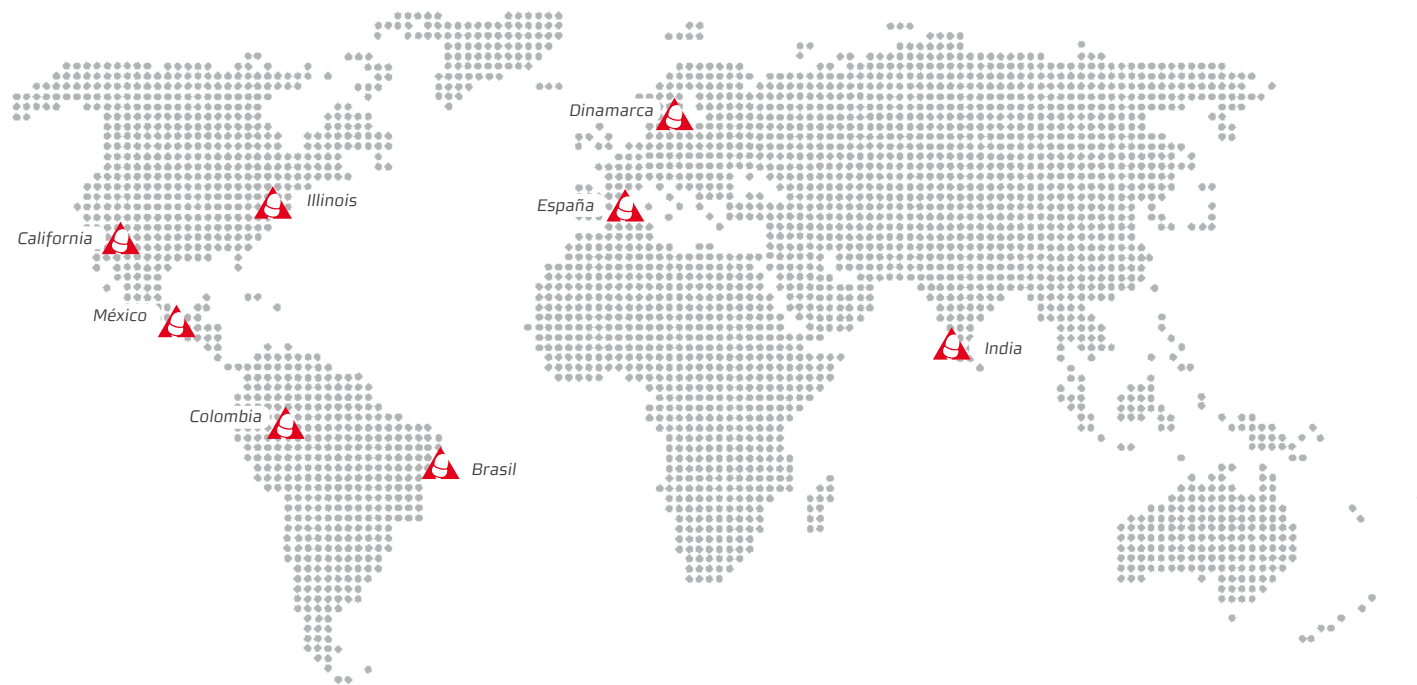 Dinamarca
Illinois
España
California
México
India
Colombia
Brasil